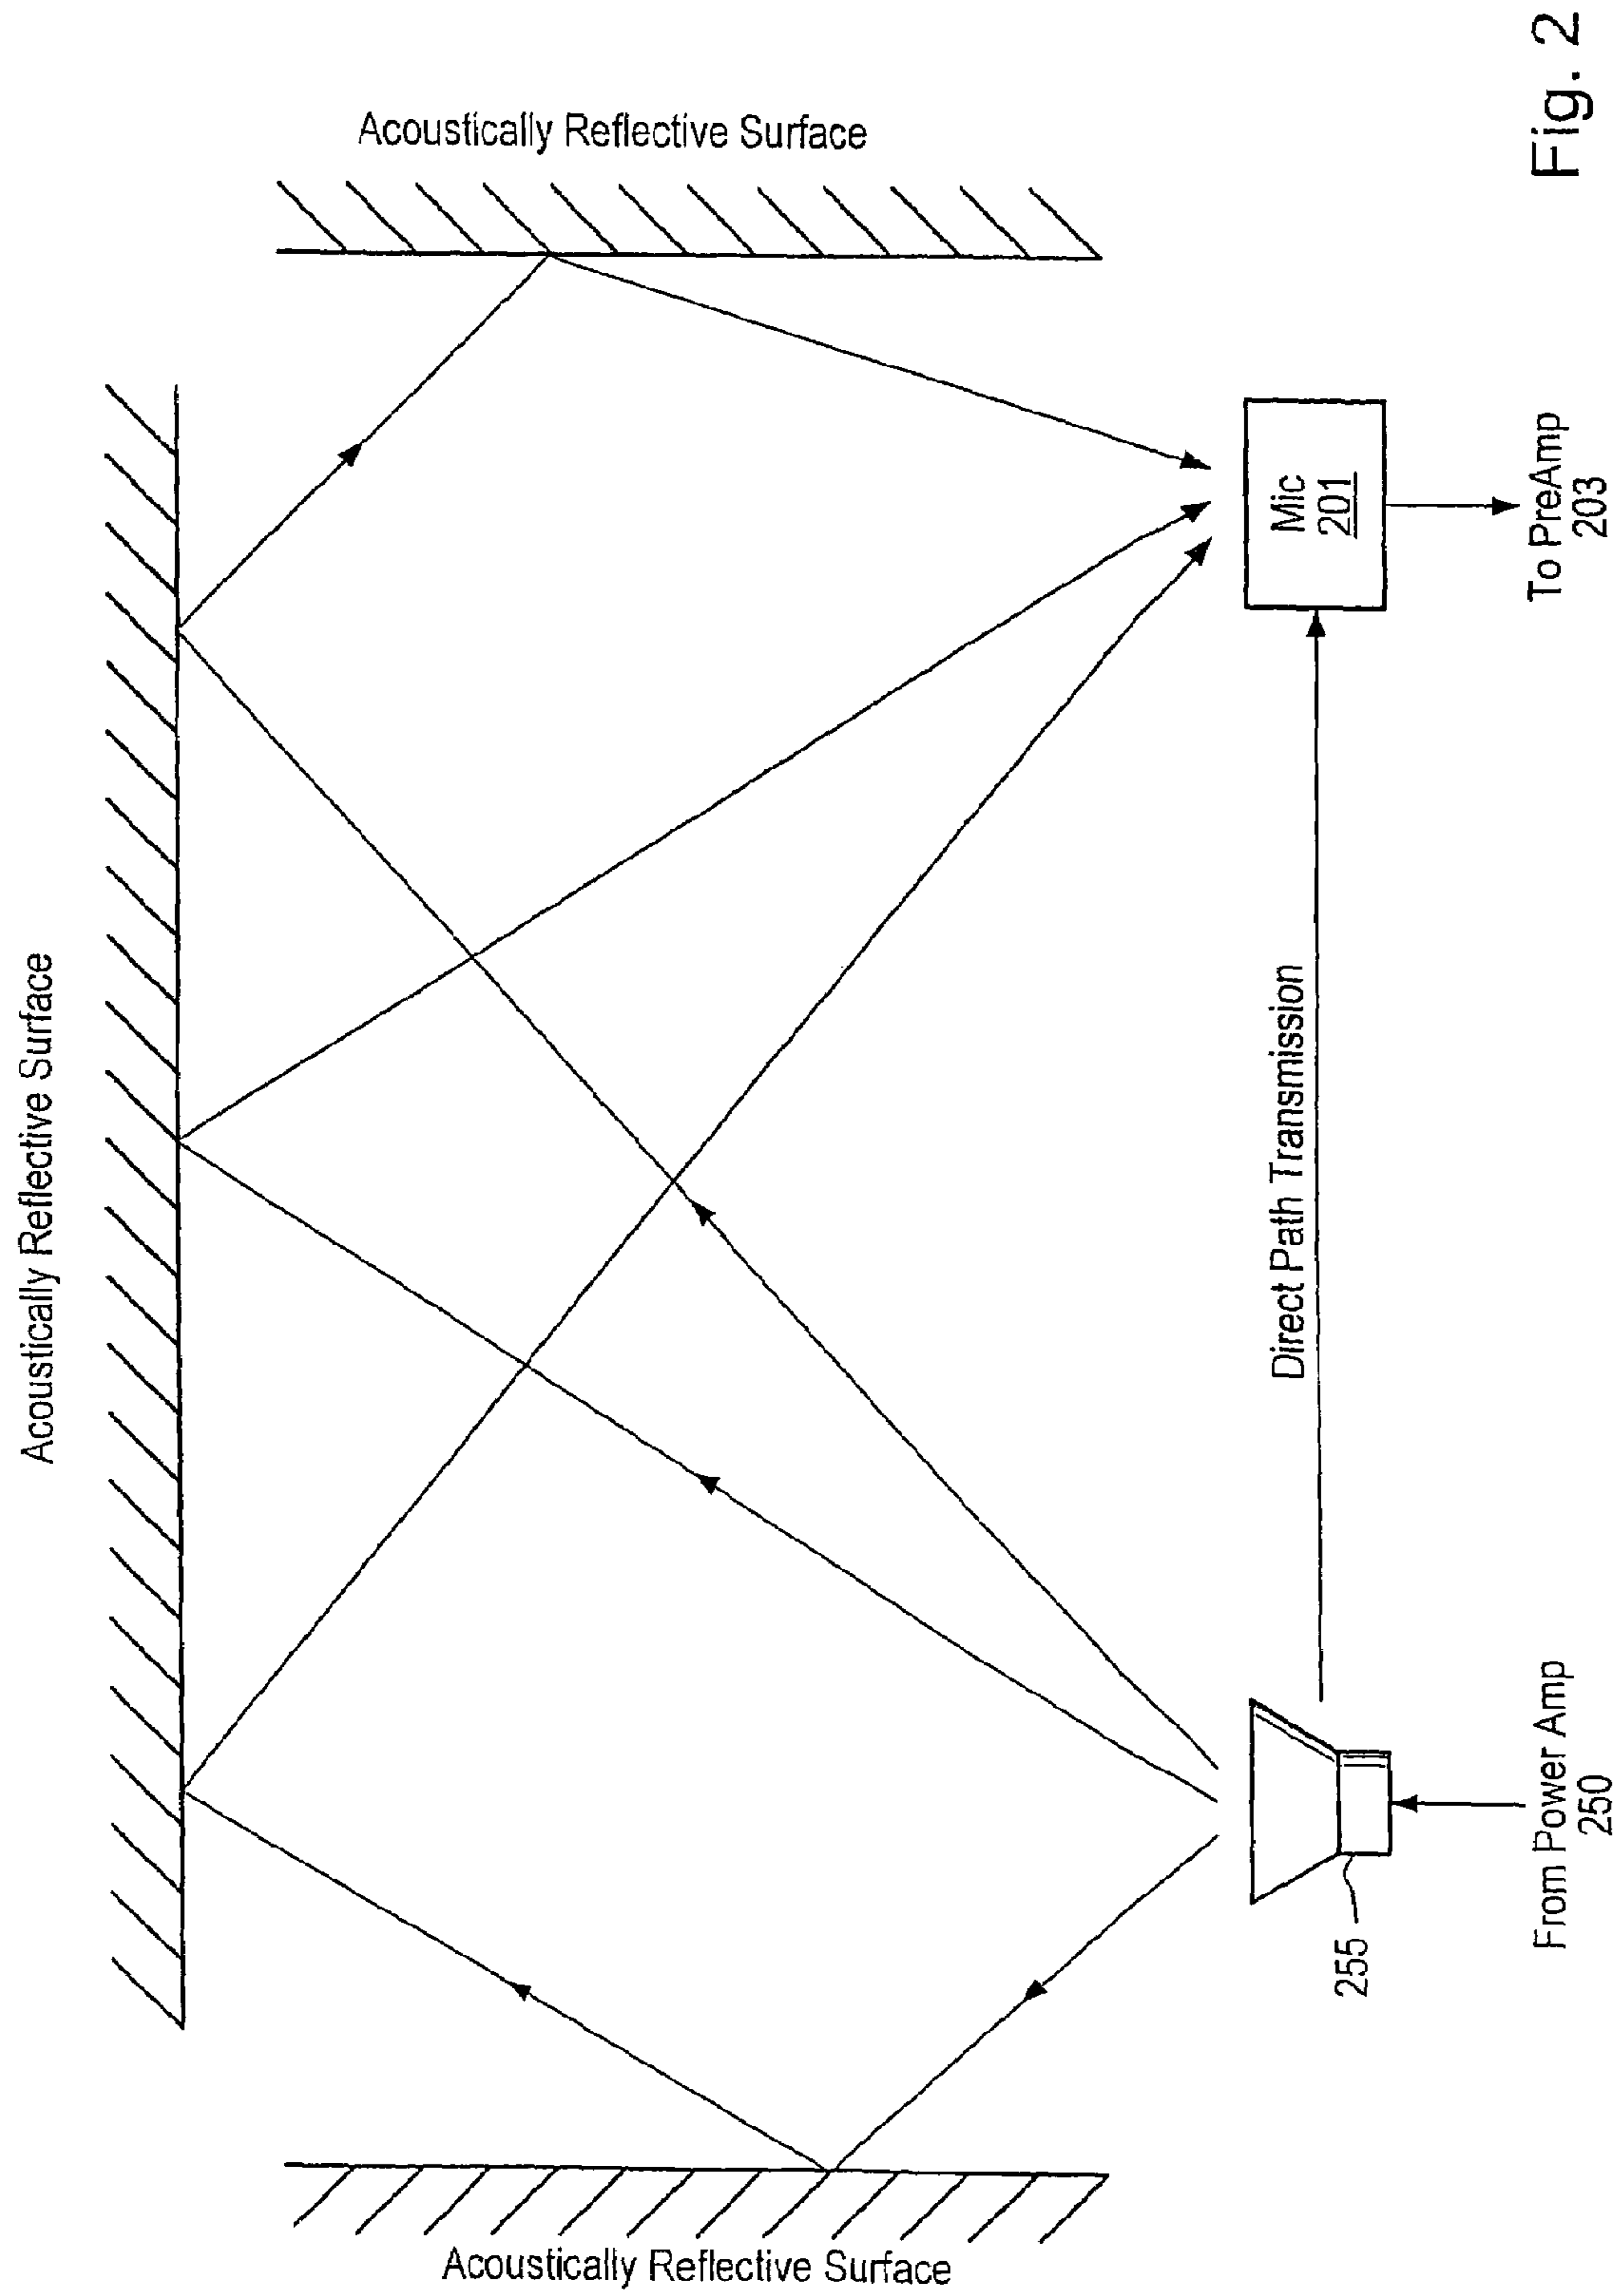 Acoustically Reflective Surface
Acoustically Reflective Surface
Acoustically Reflective Surface
Direct Path Transmission
Mic
201
255
From Power Amp
250
To PreAmp
203
Fig. 2